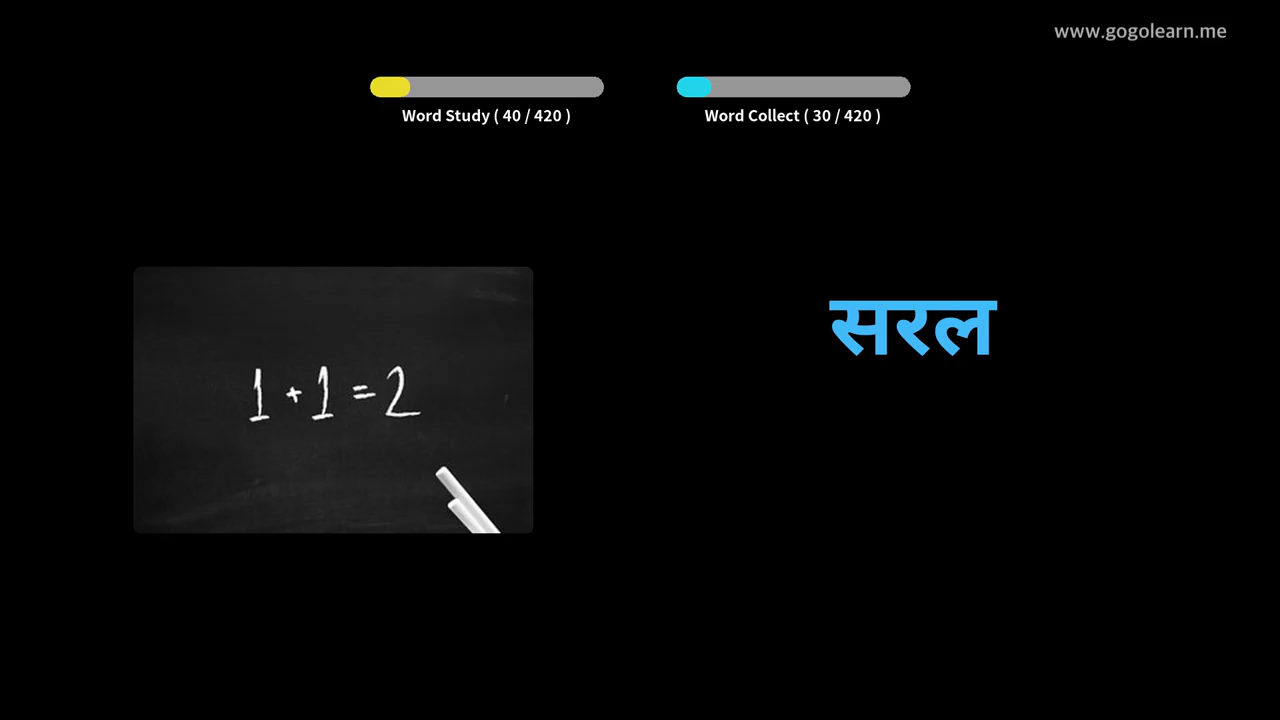 www.gogolearn.me
Word Study ( 40 / 420 )
Word Collect ( 30 / 420 )
सरल
1 + 1 = 2